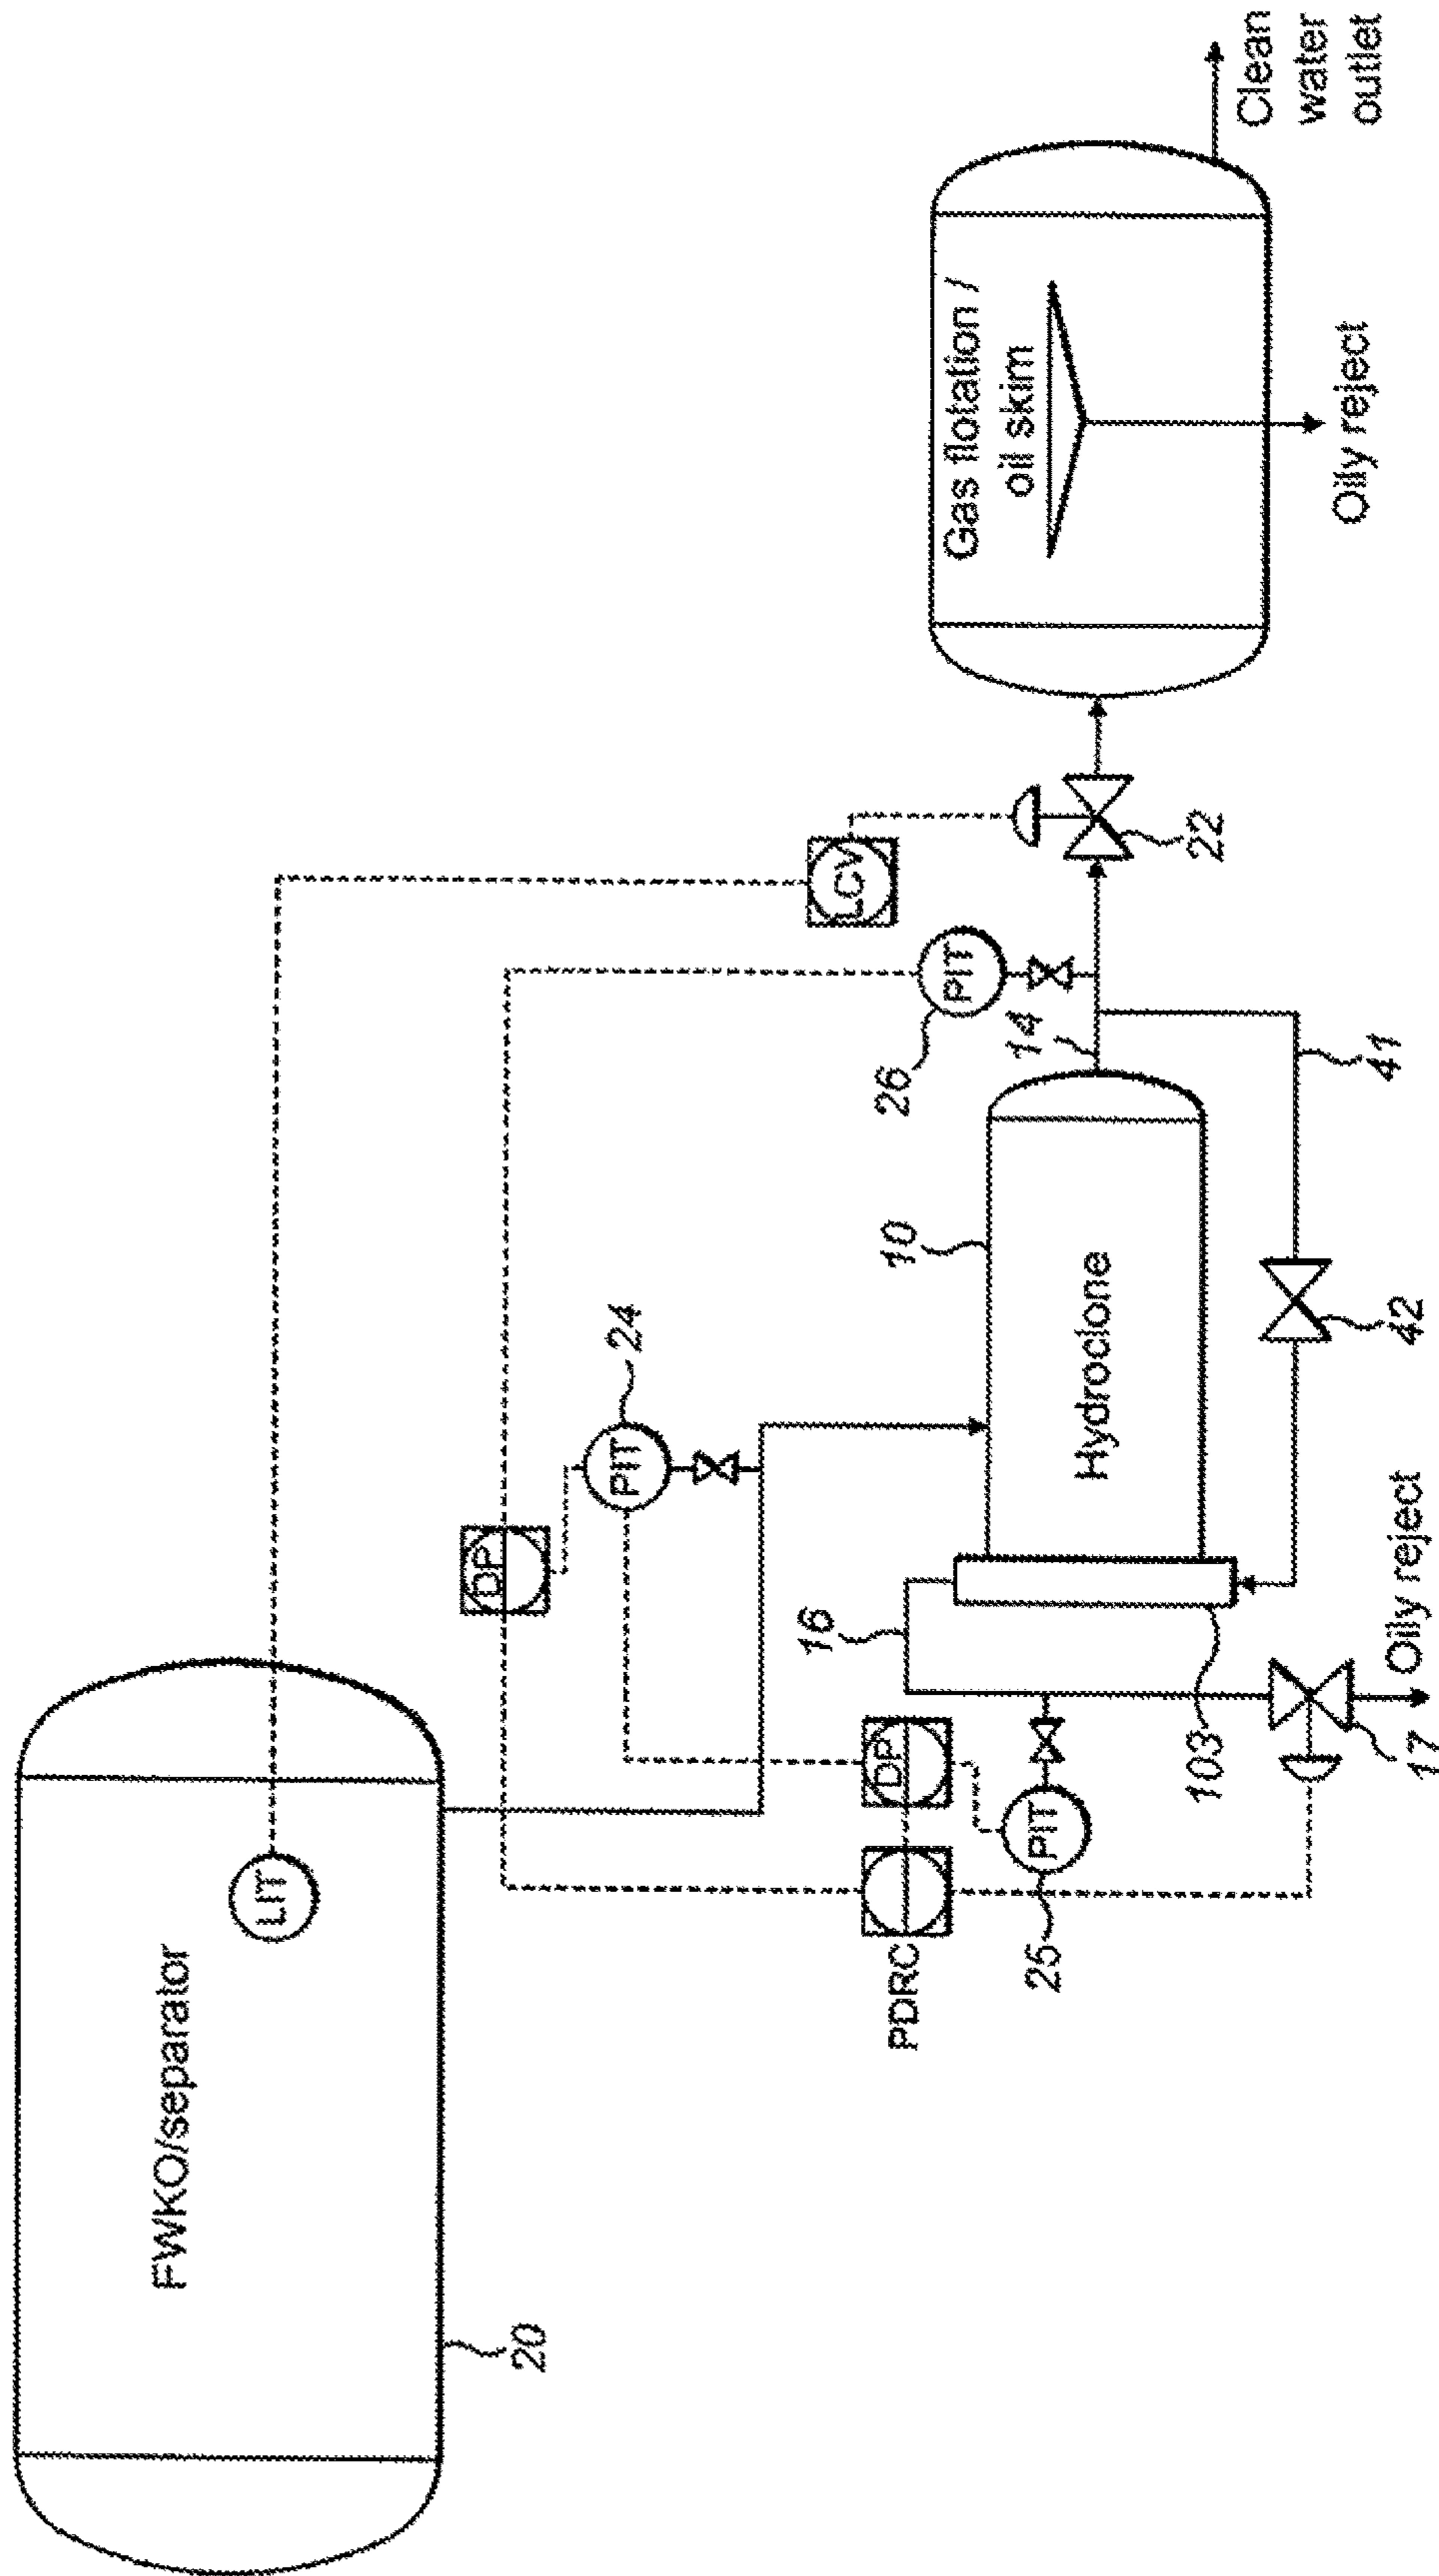 FWKO/separator
LIT
20
DP
PIT
24
LCV
PIT
26
14
22
Gas flotation /
oil skim
Clean
water
outlet
Oily reject
PDRC
DP
PIT
25
16
10
Hydroclone
103
17
Oily reject
42
41